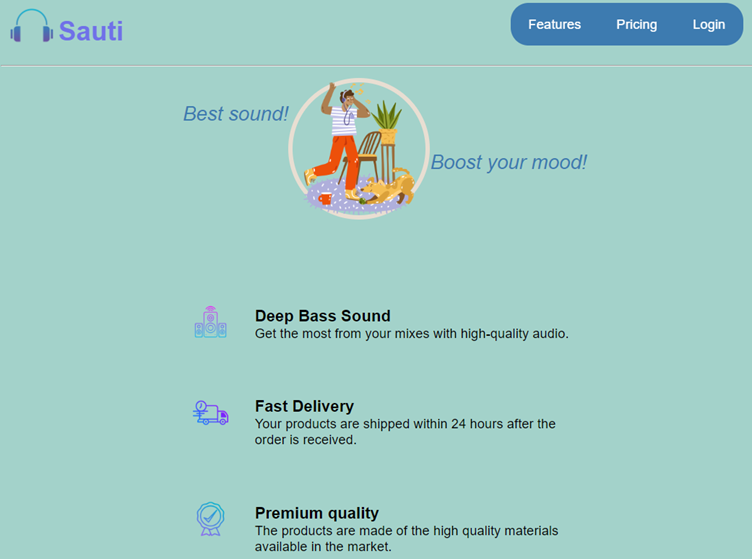 Sauti
Features Pricing Login
Best sound!
Boost your mood!
Deep Bass Sound
Get the most from your mixes with high-quality audio.
Fast Delivery
Your products are shipped within 24 hours after the
order is received.
Premium quality
The products are made of the high quality materials
available in the market.